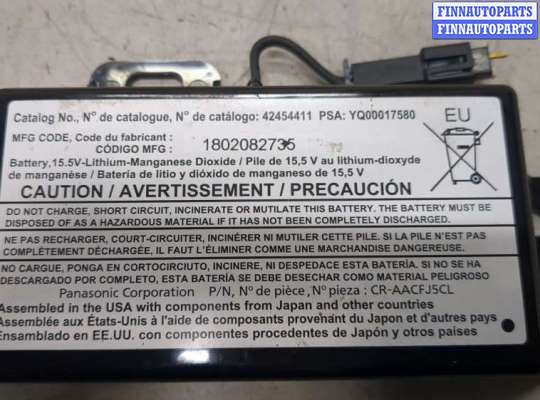 FINNAUTOPARTS
FINNAUTOPARTS
Catalog No., N° de catalogue, N° de catálogo: 42454411 PSA: YQ00017580
EU
MFG CODE, Code du fabricant :
CÓDIGO MFG :
1802082735
Battery,15.5V-Lithium-Manganese Dioxide / Pile de 15,5 V au lithium-dioxyde
de manganèse / Batería de litio y dióxido de manganeso de 15,5 V
CAUTION / AVERTISSEMENT / PRECAUCIÓN
DO NOT CHARGE, SHORT CIRCUIT, INCINERATE OR MUTILATE THIS BATTERY. THE BATTERY MUST BE
DISPOSED OF AS A HAZARDOUS MATERIAL IF IT HAS NOT BEEN COMPLETELY DISCHARGED.
NE PAS RECHARGER, COURT-CIRCUITER, INCINÉRER NI MUTILER CETTE PILE. SI LA PILE N'EST PAS
COMPLÈTEMENT DÉCHARGÉE, IL FAUT L'ÉLIMINER COMME UNE MARCHANDISE DANGEREUSE.
NO CARGUE, PONGA EN CORTOCIRCUITO, INCINERE, NI DESPEDACE ESTA BATERÍA. SI NO SE HA
DESCARGADO POR COMPLETO, ESTA BATERÍA SE DEBE DESECHAR COMO MATERIAL PELIGROSO
Panasonic Corporation P/N, N° de pièce, N° pieza : CR-AACFJ5CL
Assembled in the USA with components from Japan and other countries
Assemblée aux États-Unis à l'aide de composants provenant du Japon et d'autres pays
Ensamblado en EE.UU. con componentes procedentes de Japón y otros países